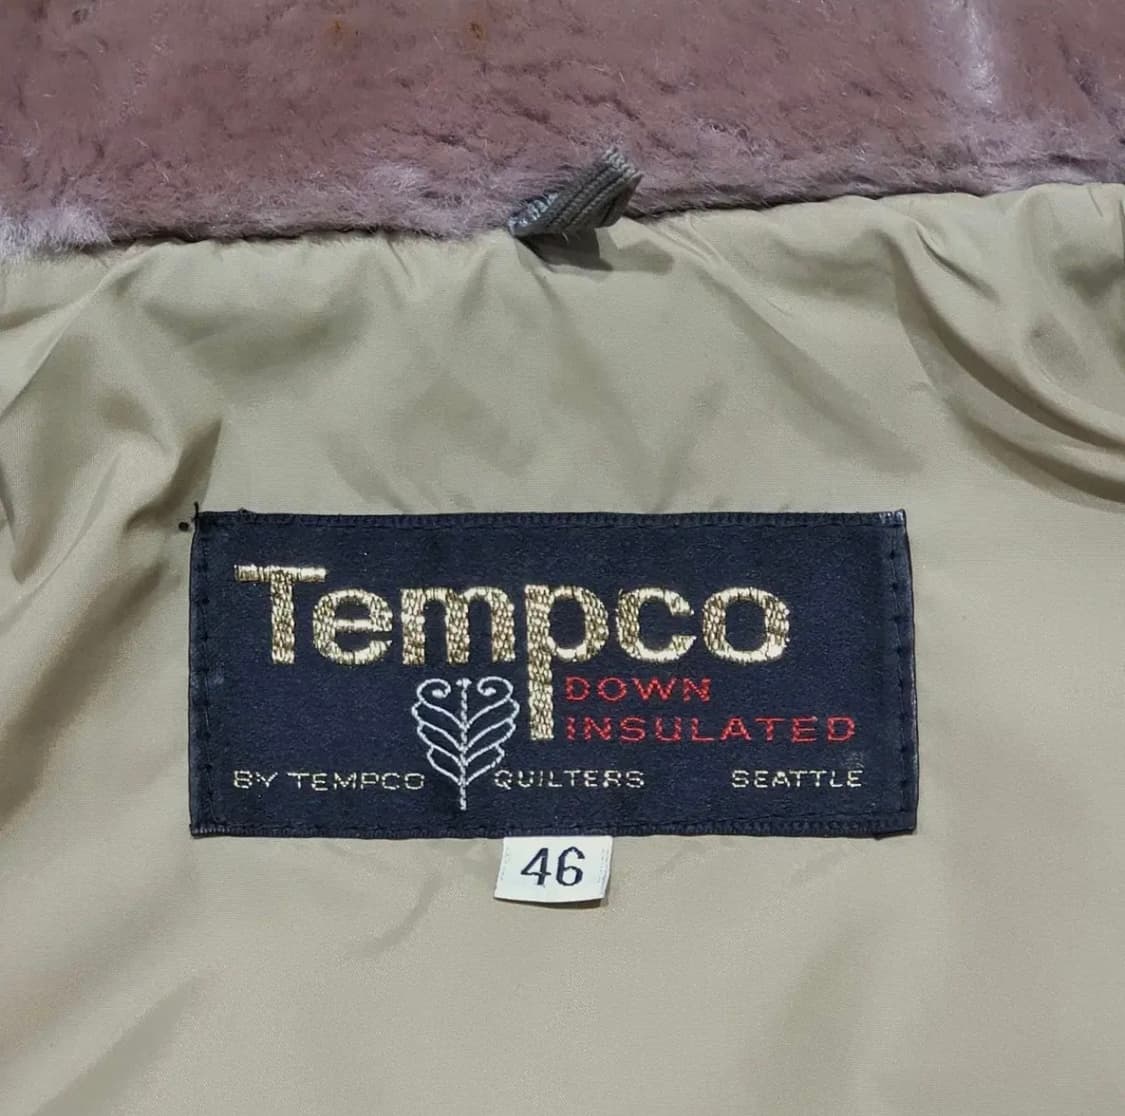 Tempco
DOWN
INSULATED
BY TEMPCO QUILTERS SEATTLE
46